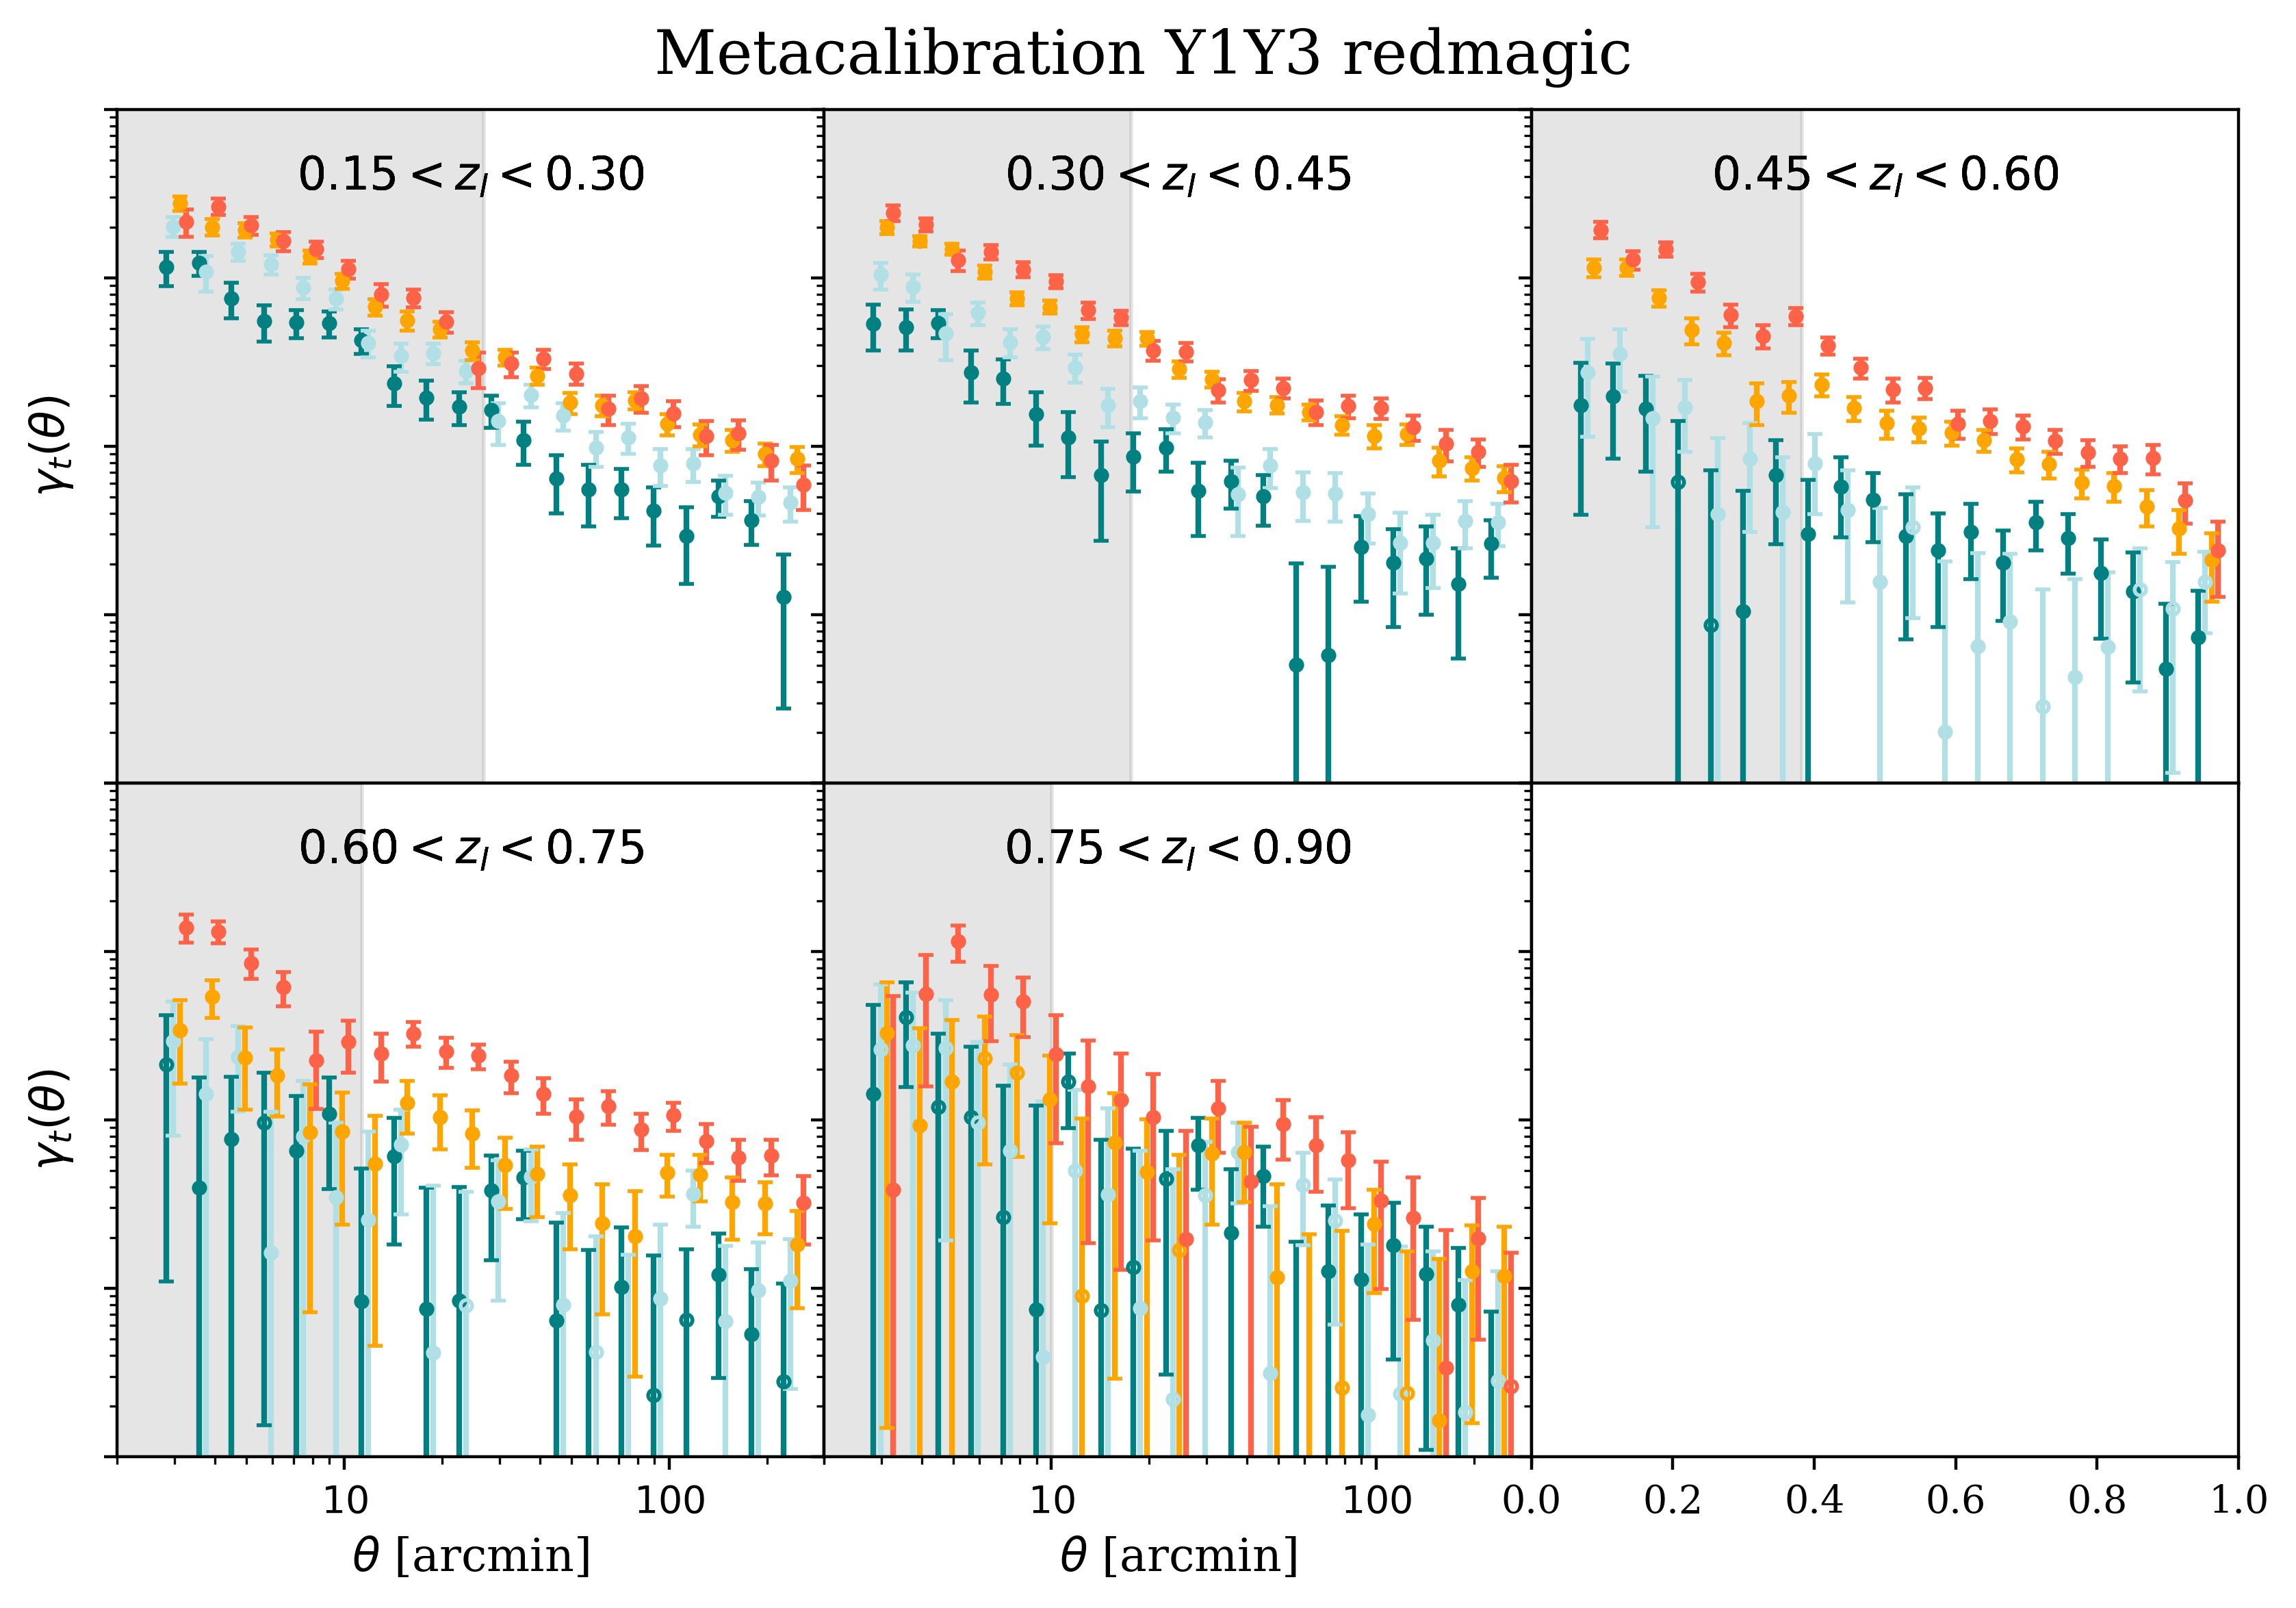 Metacalibration Y1Y3 redmagic
0.15 < z_l < 0.30
0.30 < z_l < 0.45
0.45 < z_l < 0.60
γ_t(θ)
0.60 < z_l < 0.75
0.75 < z_l < 0.90
γ_t(θ)
10 100 10 100 0.0 0.2 0.4 0.6 0.8 1.0
θ [arcmin] θ [arcmin]